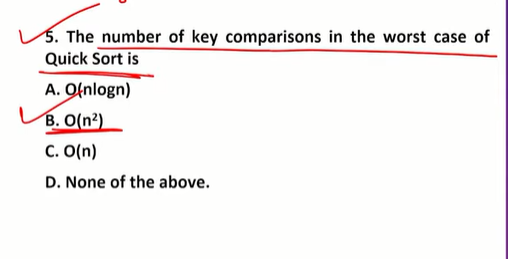 5. The number of key comparisons in the worst case of
Quick Sort is
A. O(nlogn)
B. O(n²)
C. O(n)
D. None of the above.